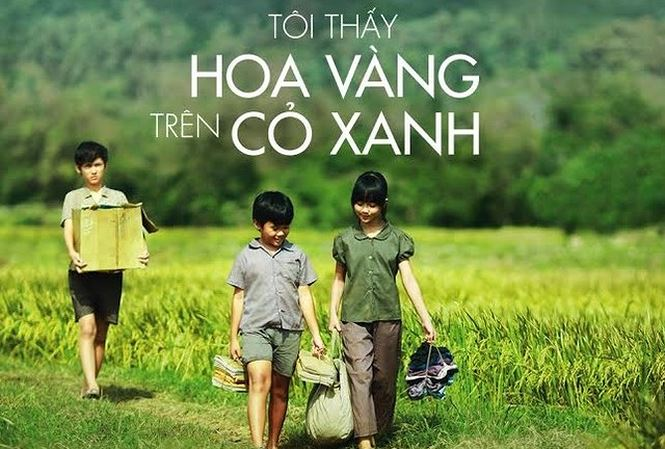 TÔI THẤY
HOA VÀNG
TRÊN CỎ XANH